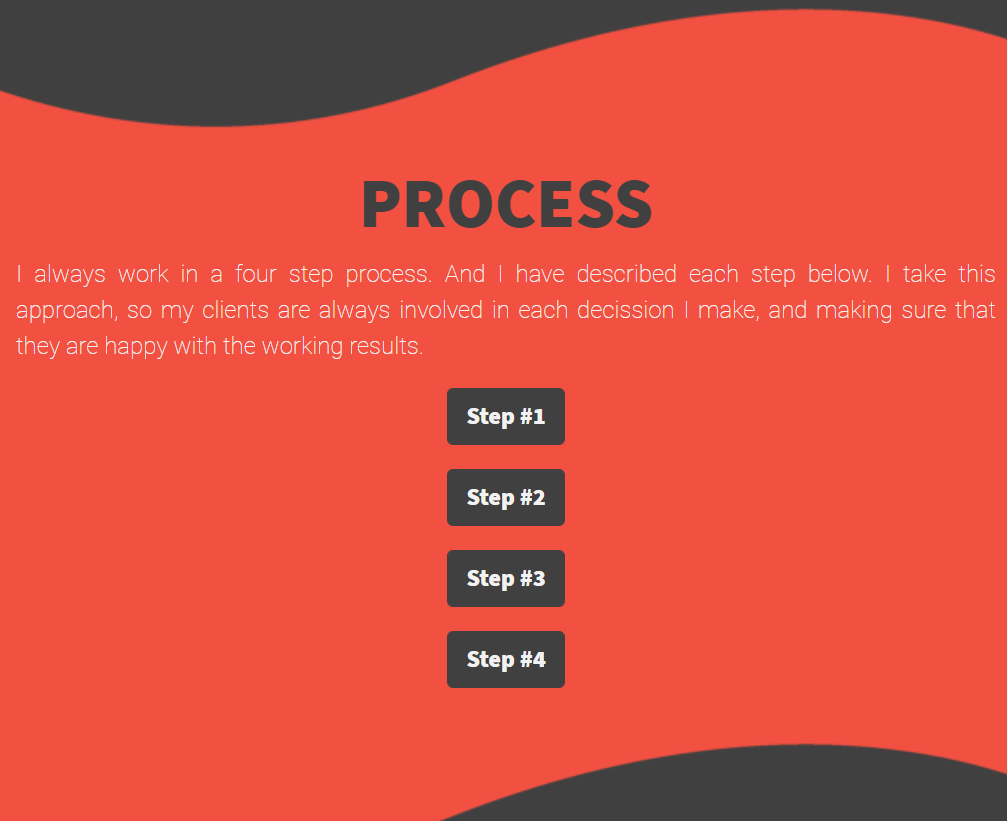 PROCESS
I always work in a four step process. And I have described each step below. I take this
approach, so my clients are always involved in each decission I make, and making sure that
they are happy with the working results.
Step #1
Step #2
Step #3
Step #4